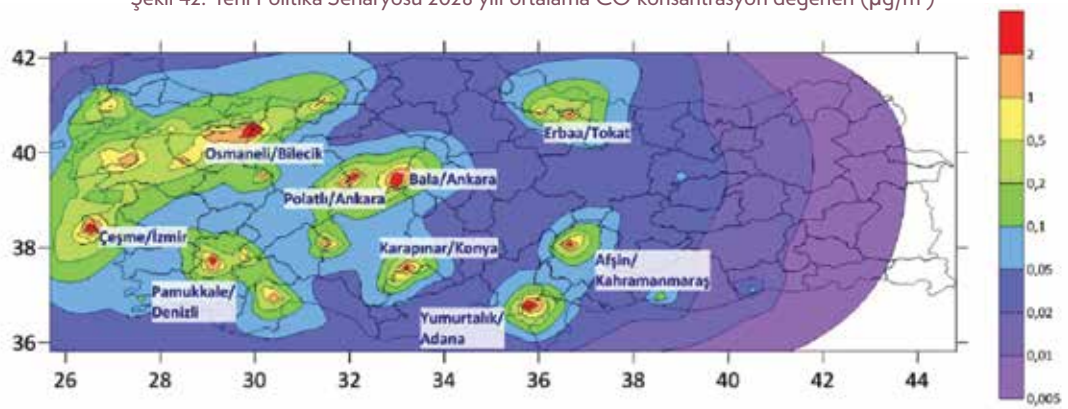 Şekil 42: Yeni Politika Senaryosu 2028 yılı ortalama CO konsantrasyon değerleri (μg/m³)
42
40
38
36
26
28
30
32
34
36
38
40
42
44
Osmaneli/Bilecik
Erbaa/Tokat
Bala/Ankara
Polatlı/Ankara
Çeşme/İzmir
Karapınar/Konya
Afşin/
Kahramanmaraş
Pamukkale/
Denizli
Yumurtalık/
Adana
2
1
0,5
0,2
0,1
0,05
0,02
0,01
0,005